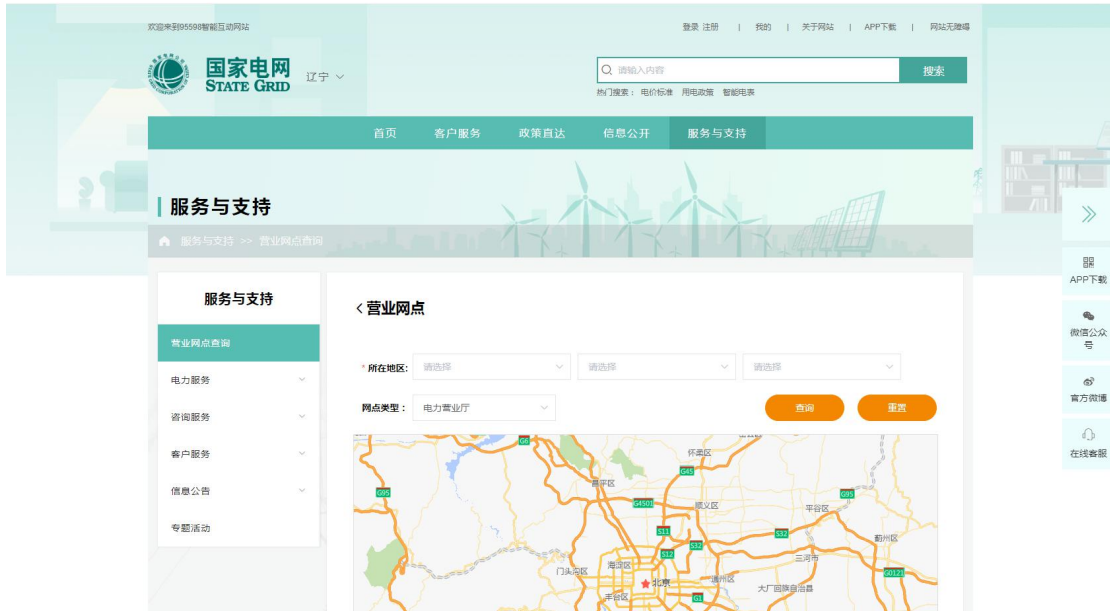 欢迎来到95598智能互动网站
登录 注册 | 我的 | 关于网站 | APP下载 | 网站无障碍
国家电网
STATE GRID
辽宁
请输入内容
搜索
热门搜索： 电价标准 用电政策 智能电表
首页 客户服务 政策直达 信息公开 服务与支持
服务与支持
服务与支持 >> 营业网点查询
服务与支持
营业网点查询
电力服务
咨询服务
客户服务
信息公告
专题活动
营业网点
* 所在地区: 请选择 请选择 请选择
网点类型： 电力营业厅
查询 重置
G6
怀柔区
G45
昌平区
G95
G4501
顺义区
G95
平谷区
S11
S32
蓟州区
S32
S12
三河市
海淀区
门头沟区
北京
通州区
G0121
大厂回族自治县
丰台区
G1
APP下载
微信公众
号
官方微博
在线客服